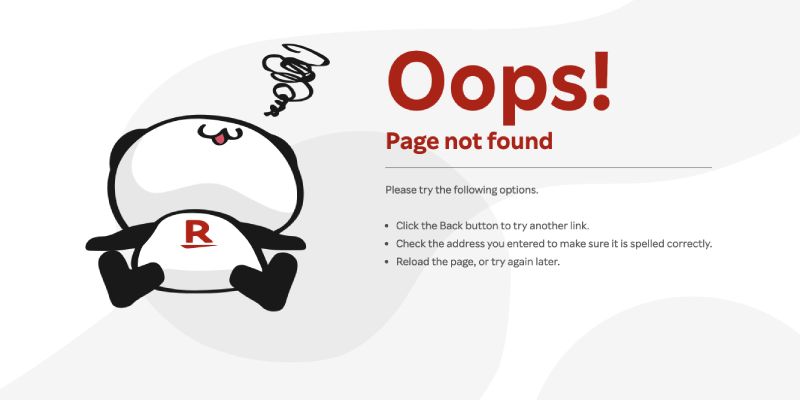 Oops!
Page not found
Please try the following options.
• Click the Back button to try another link.
• Check the address you entered to make sure it is spelled correctly.
• Reload the page, or try again later.
R